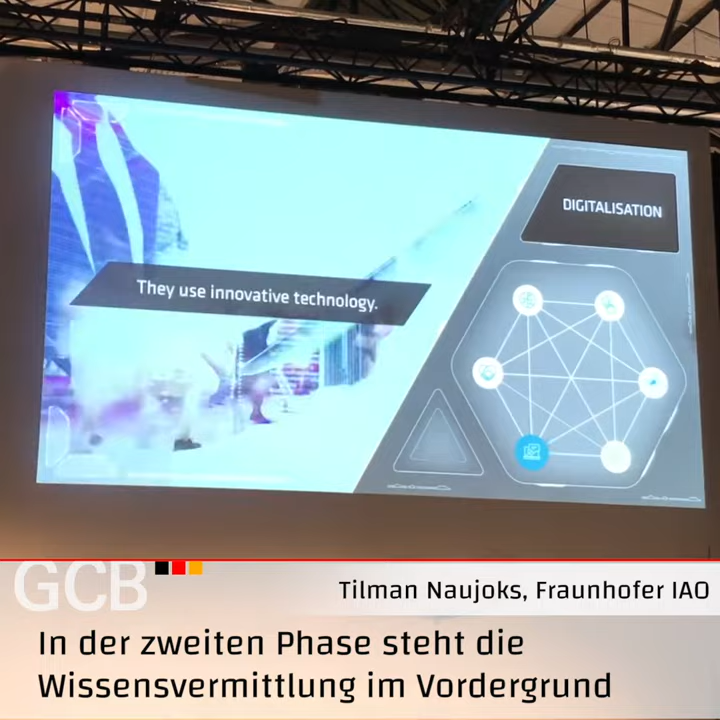 DIGITALISATION
They use innovative technology.
GCB
Tilman Naujoks, Fraunhofer IAO
In der zweiten Phase steht die
Wissensvermittlung im Vordergrund